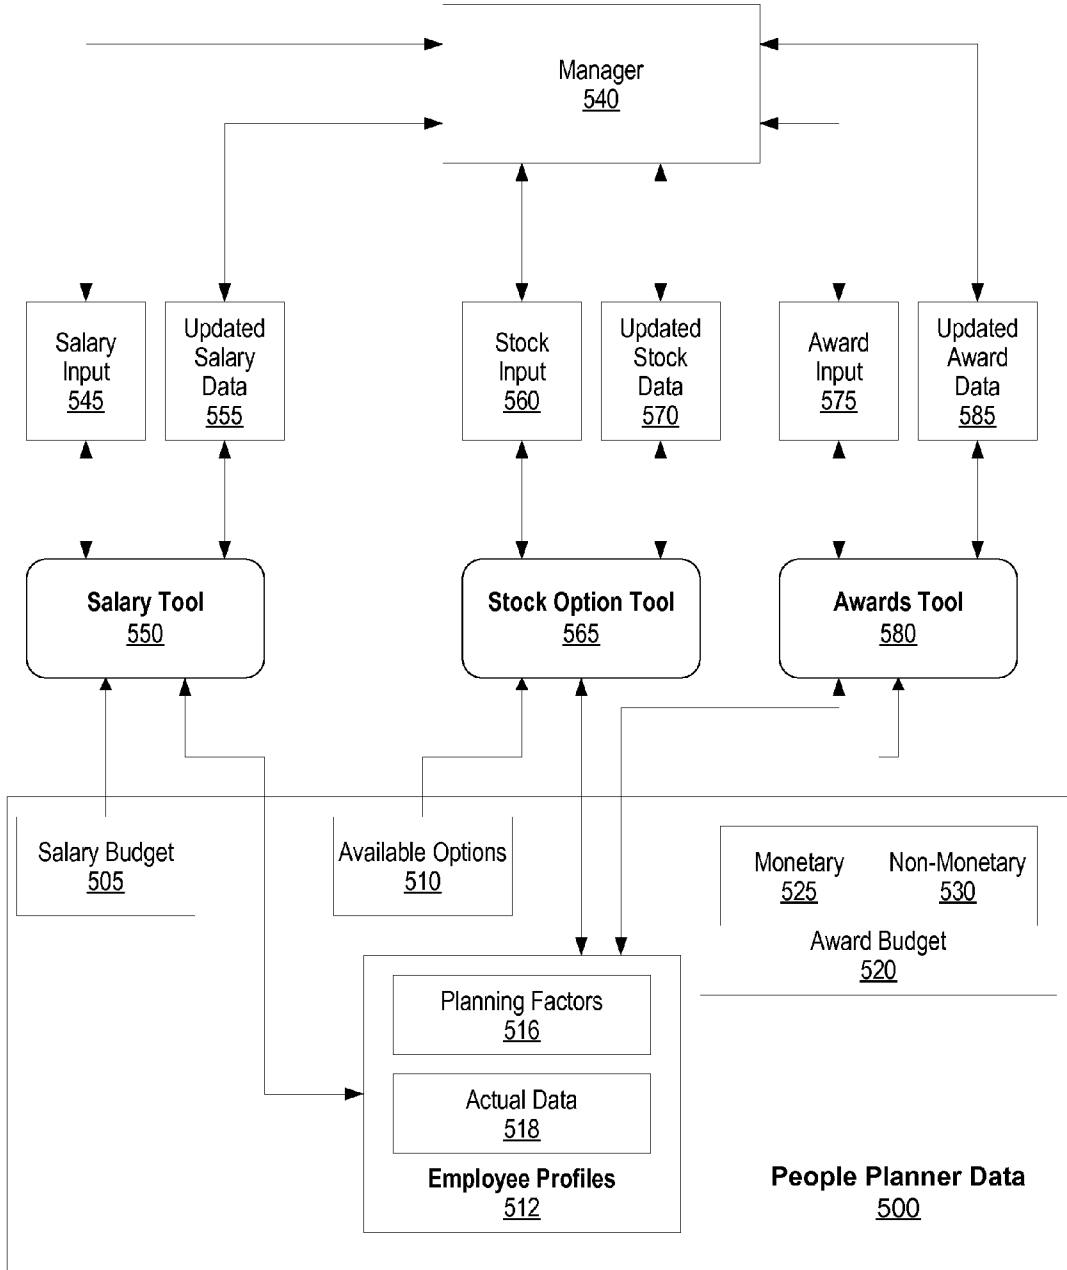 Manager
540
Salary
Input
545
Updated
Salary
Data
555
Stock
Input
560
Updated
Stock
Data
570
Award
Input
575
Updated
Award
Data
585
Salary Tool
550
Stock Option Tool
565
Awards Tool
580
Salary Budget
505
Available Options
510
Monetary
525
Non-Monetary
530
Award Budget
520
Planning Factors
516
Actual Data
518
Employee Profiles
512
People Planner Data
500